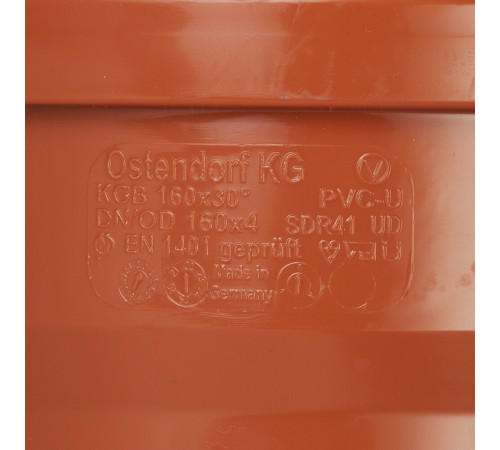 Ostendorf KG
KGB 160x30° PVC-U
DN/OD 160x4 SDR41 UD
EN 1401 geprüft
Made in
Germany